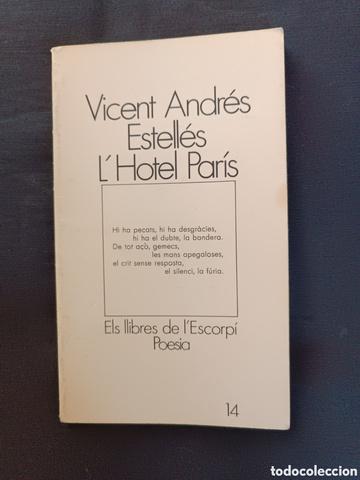 Vicent Andrés
Estellés
L'Hotel París
Hi ha pecats, hi ha desgràcies,
hi ha el dubte, la bandera.
De tot açò, gemecs,
les mans apegaloses,
el crit sense resposta,
el silenci, la fúria.
Els llibres de l'Escorpí
Poesia
14
todocoleccion